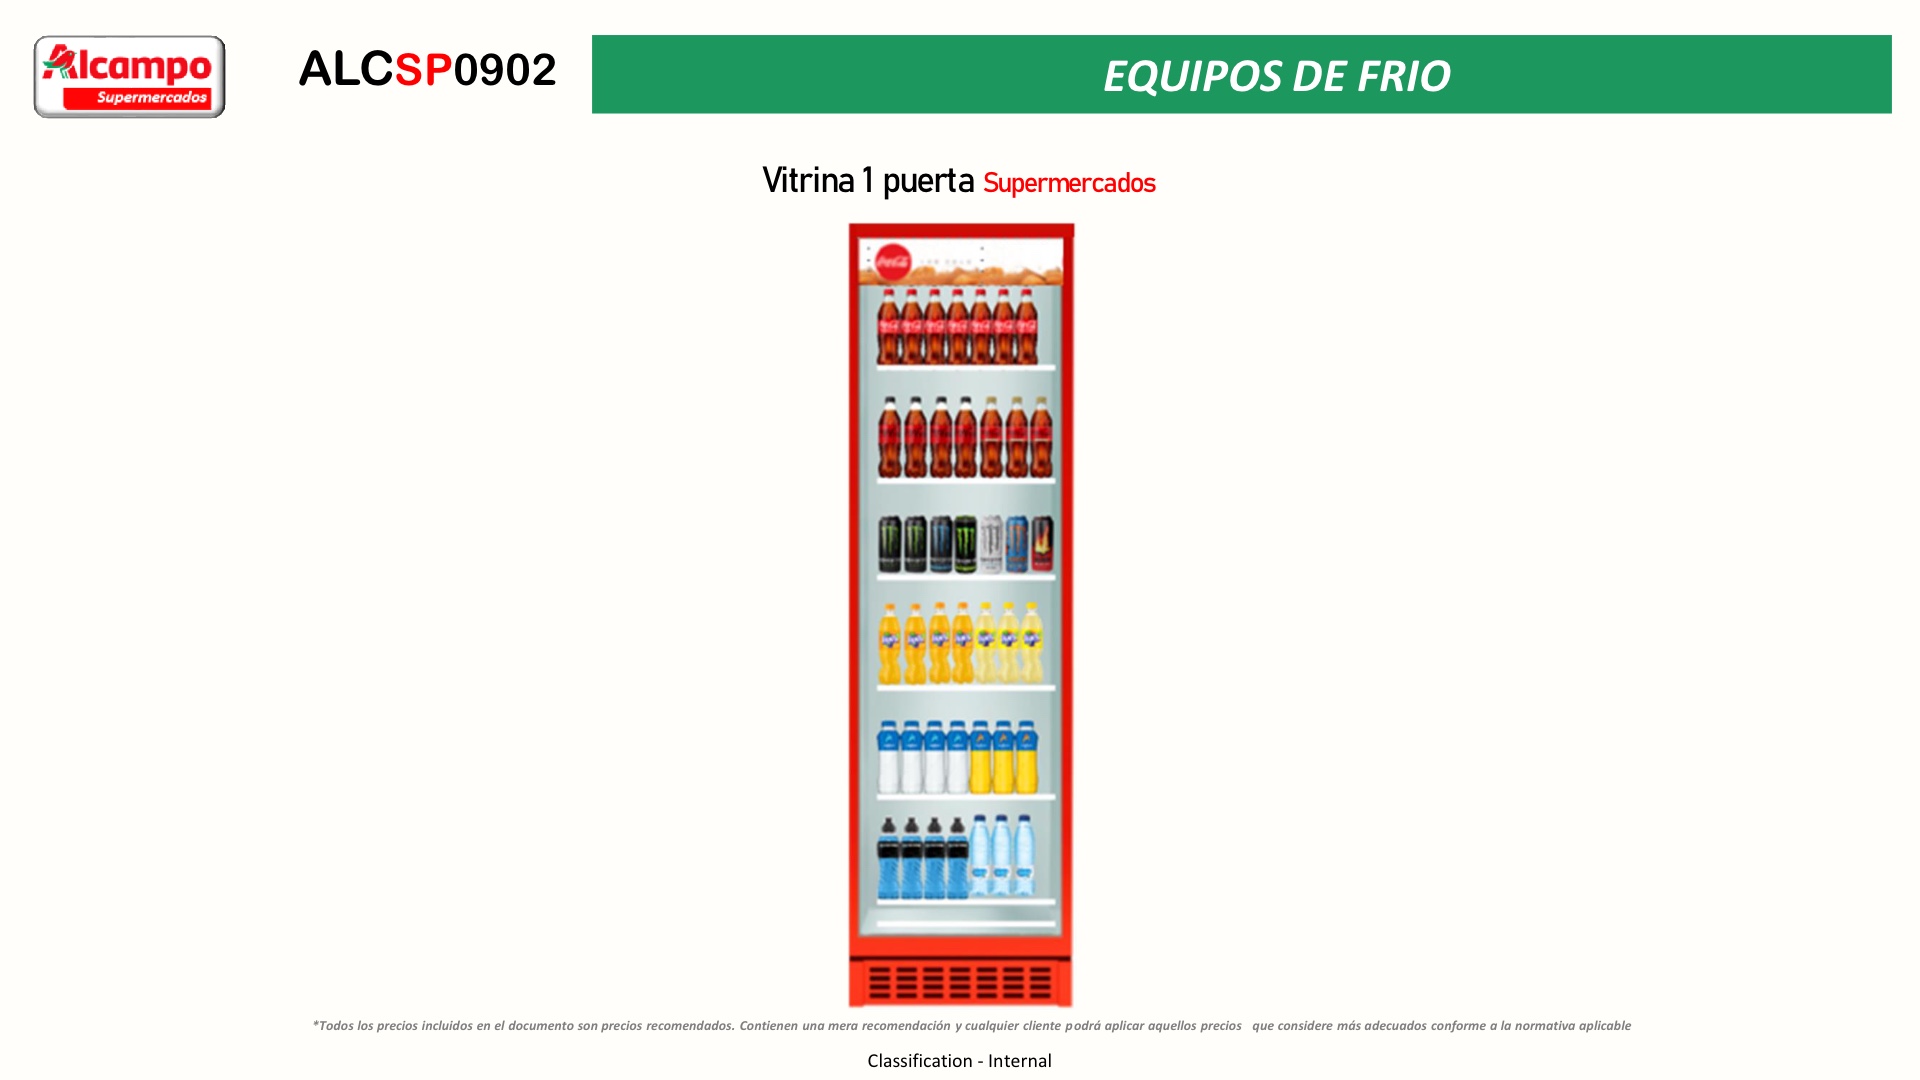 Alcampo
Supermercados
ALCSP0902
EQUIPOS DE FRIO
Vitrina 1 puerta Supermercados
Coca-Cola
*Todos los precios incluidos en el documento son precios recomendados. Contienen una mera recomendación y cualquier cliente podrá aplicar aquellos precios que considere más adecuados conforme a la normativa aplicable
Classification - Internal